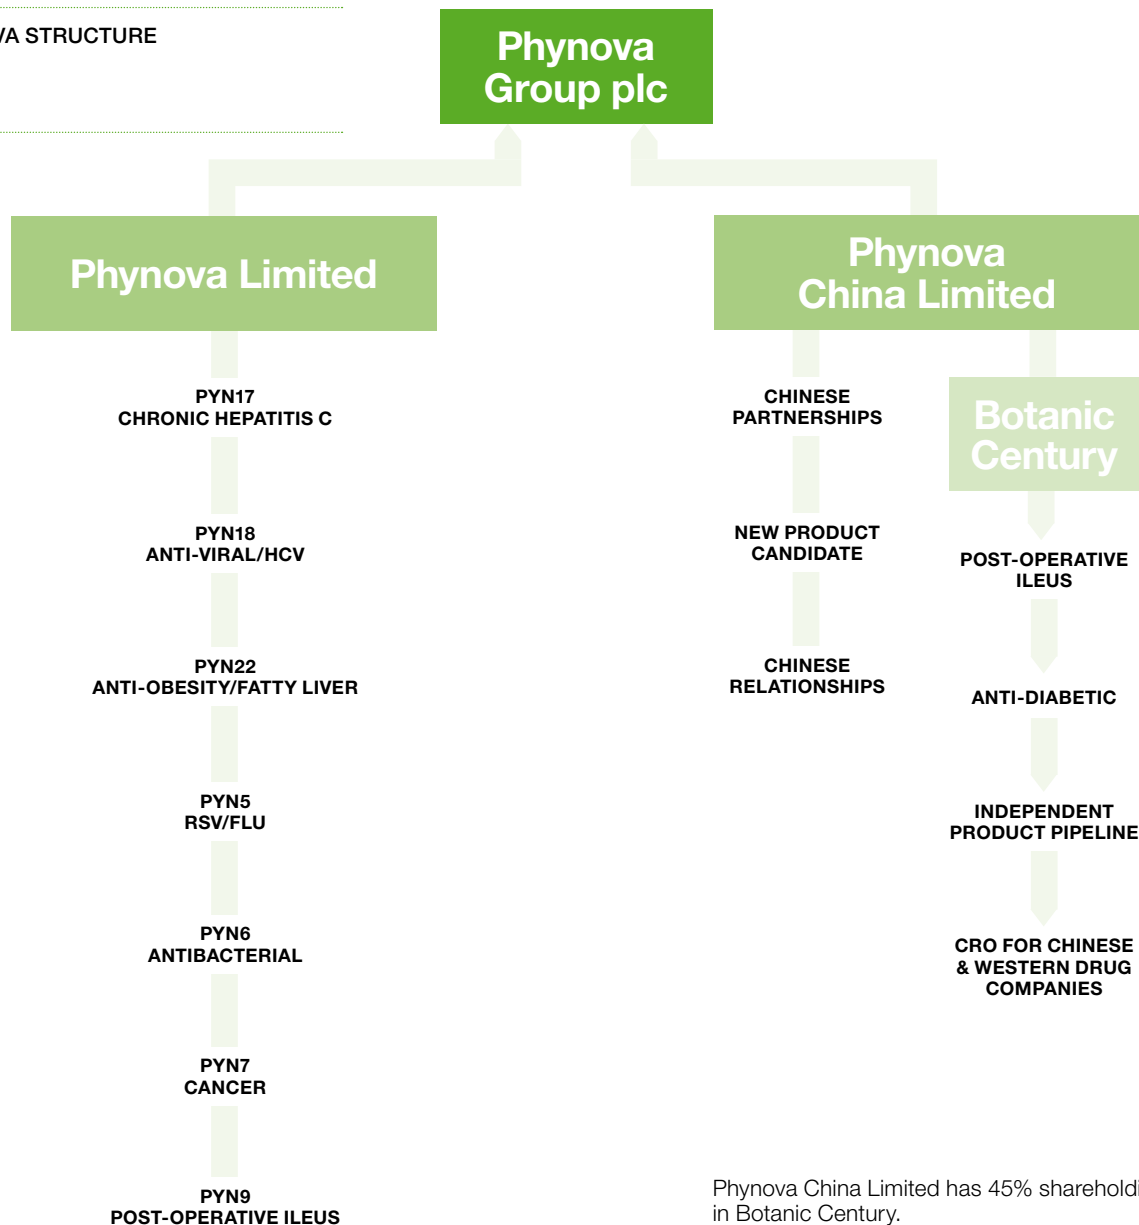 STRUCTURE
Phynova
Group plc
Phynova Limited
PYN17
CHRONIC HEPATITIS C
PYN18
ANTI-VIRAL/HCV
PYN22
ANTI-OBESITY/FATTY LIVER
PYN5
RSV/FLU
PYN6
ANTIBACTERIAL
PYN7
CANCER
PYN9
POST-OPERATIVE ILEUS
Phynova
China Limited
CHINESE
PARTNERSHIPS
NEW PRODUCT
CANDIDATE
CHINESE
RELATIONSHIPS
Botanic
Century
POST-OPERATIVE
ILEUS
ANTI-DIABETIC
INDEPENDENT
PRODUCT PIPELINE
CRO FOR CHINESE
& WESTERN DRUG
COMPANIES
Phynova China Limited has 45%
in Botanic Century.